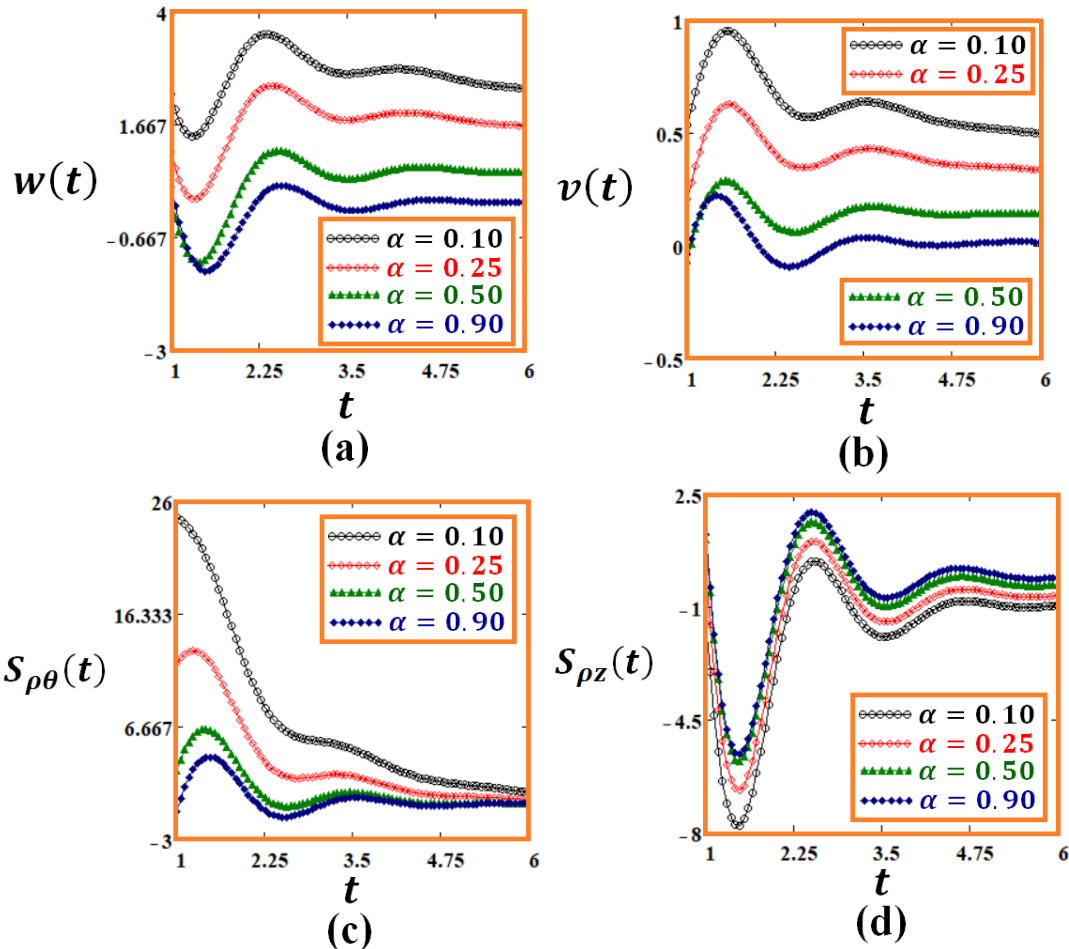 4
1.667
w(t)
−0.667
−3
α = 0.10
α = 0.25
α = 0.50
α = 0.90
1 2.25 3.5 4.75 6
t
(a)
1
0.5
v(t)
0
−0.5
α = 0.10
α = 0.25
α = 0.50
α = 0.90
1 2.25 3.5 4.75 6
t
(b)
26
16.333
S_{ρθ}(t)
6.667
−3
α = 0.10
α = 0.25
α = 0.50
α = 0.90
1 2.25 3.5 4.75 6
t
(c)
2.5
−1
S_{ρz}(t)
−4.5
−8
α = 0.10
α = 0.25
α = 0.50
α = 0.90
1 2.25 3.5 4.75 6
t
(d)